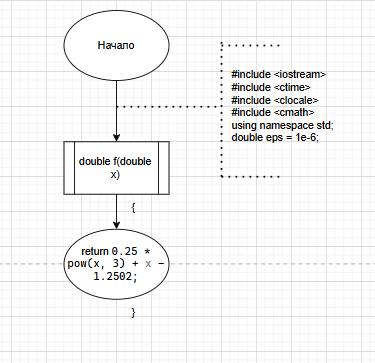 Начало
#include <iostream>
#include <ctime>
#include <clocale>
#include <cmath>
using namespace std;
double eps = 1e-6;
double f(double
x)
{
return 0.25 *
pow(x, 3) + x −
1.2502;
}